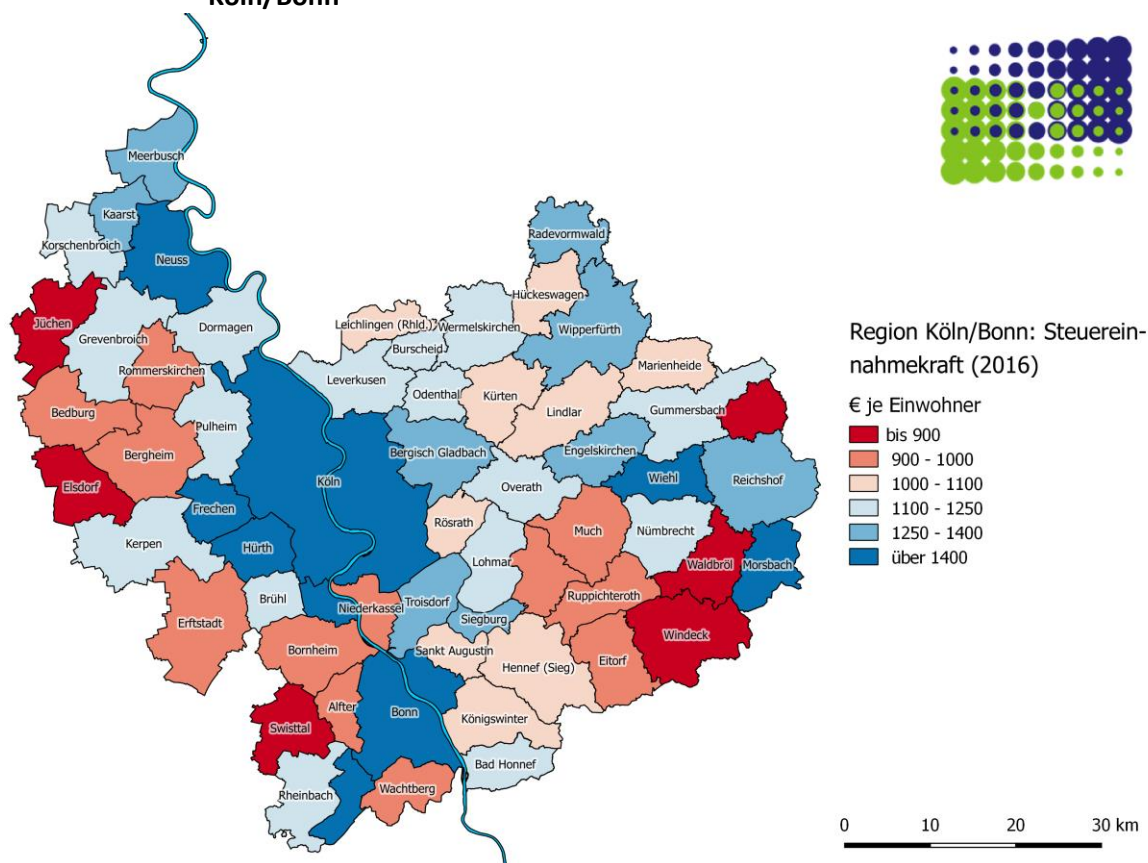 Köln/Bonn
Meerbusch
Kaarst
Korschenbroich
Neuss
Radevormwald
Hückeswagen
Jüchen
Dormagen
Leichlingen (Rhld.)
Wermelskirchen
Wipperfürth
Grevenbroich
Burscheid
Rommerskirchen
Marienheide
Leverkusen
Odenthal
Kürten
Lindlar
Gummersbach
Bedburg
Pulheim
Bergheim
Bergisch Gladbach
Engelskirchen
Elsdorf
Köln
Wiehl
Reichshof
Overath
Frechen
Rösrath
Much
Nümbrecht
Kerpen
Hürth
Lohmar
Waldbröl
Morsbach
Brühl
Niederkassel
Troisdorf
Ruppichteroth
Erftstadt
Siegburg
Windeck
Bornheim
Sankt Augustin
Hennef (Sieg)
Eitorf
Alfter
Bonn
Königswinter
Swisttal
Bad Honnef
Rheinbach
Wachtberg
Region Köln/Bonn: Steuerein-
nahmekraft (2016)
€ je Einwohner
bis 900
900 - 1000
1000 - 1100
1100 - 1250
1250 - 1400
über 1400
0 10 20 30 km